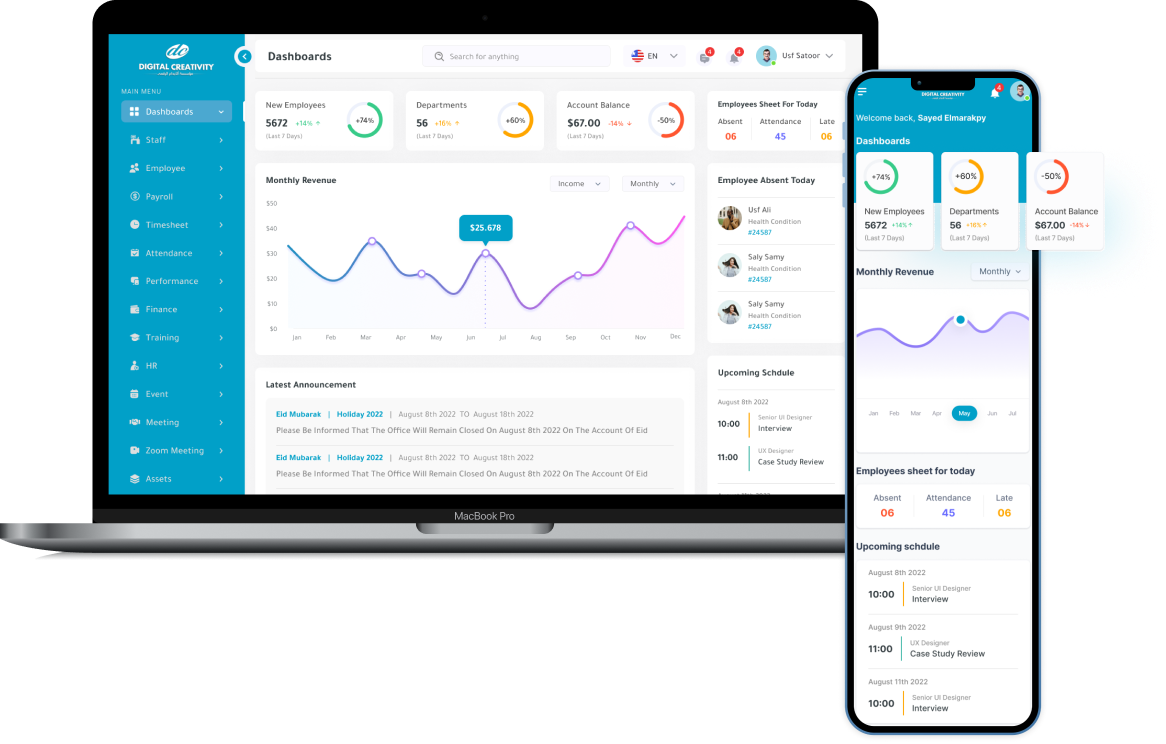 DIGITAL CREATIVITY
MAIN MENU
Dashboards
Staff
Employee
Payroll
Timesheet
Attendance
Performance
Finance
Training
HR
Event
Meeting
Zoom Meeting
Assets
Dashboards
Search for anything
EN
4
4
Usf Satoor
New Employees
5672 +14%
(Last 7 Days)
+74%
Departments
56 +16%
(Last 7 Days)
+60%
Account Balance
$67.00 -14%
(Last 7 Days)
-50%
Employees Sheet For Today
Absent Attendance Late
06 45 06
Monthly Revenue
Income
Monthly
$50
$40
$30
$20
$10
$0
$25.678
Jan Feb Mar Apr May Jun Jul Aug Sep Oct Nov Dec
Employee Absent Today
Usf Ali
Health Condition
#24587
Saly Samy
Health Condition
#24587
Saly Samy
Health Condition
#24587
Latest Announcement
Eid Mubarak | Holiday 2022 | August 8th 2022 TO August 18th 2022
Please Be Informed That The Office Will Remain Closed On August 8th 2022 On The Account Of Eid
Eid Mubarak | Holiday 2022 | August 8th 2022 TO August 18th 2022
Please Be Informed That The Office Will Remain Closed On August 8th 2022 On The Account Of Eid
Upcoming Schdule
August 8th 2022
10:00
Senior UI Designer
Interview
11:00
UX Designer
Case Study Review
MacBook Pro
DIGITAL CREATIVITY
4
Welcome back, Sayed Elmarakpy
Dashboards
+74%
New Employees
5672 +14%
(Last 7 Days)
+60%
Departments
56 +16%
(Last 7 Days)
-50%
Account Balance
$67.00 -14%
(Last 7 Days)
Monthly Revenue
Monthly
Jan Feb Mar Apr May Jun Jul
Employees sheet for today
Absent Attendance Late
06 45 06
Upcoming schdule
August 8th 2022
10:00
Senior UI Designer
Interview
August 9th 2022
11:00
UX Designer
Case Study Review
August 11th 2022
10:00
Senior UI Designer
Interview